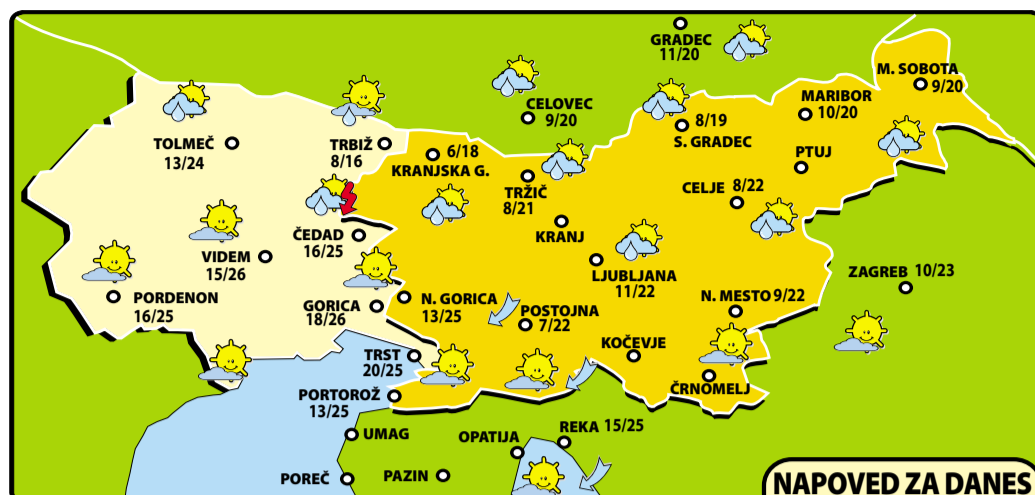 GRADEC
11/20
M. SOBOTA
9/20
CELOVEC
9/20
MARIBOR
10/20
TOLMEČ
13/24
TRBIŽ
8/16
6/18
KRANJSKA G.
8/19
S. GRADEC
PTUJ
TRŽIČ
8/21
CELJE 8/22
KRANJ
ČEDAD
16/25
VIDEM
15/26
LJUBLJANA
11/22
ZAGREB 10/23
PORDENON
16/25
GORICA
18/26
N. GORICA
13/25
POSTOJNA
7/22
N. MESTO 9/22
TRST
20/25
KOČEVJE
ČRNOMELJ
PORTOROŽ
13/25
UMAG
OPATIJA
REKA 15/25
POREČ
PAZIN
NAPOVED ZA DANES